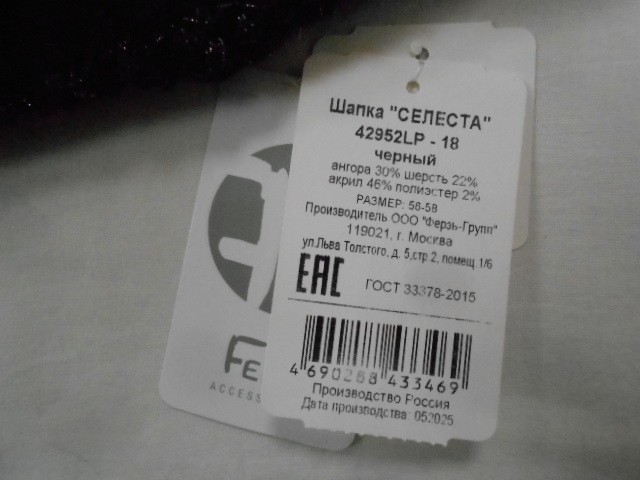 Шапка "СЕЛЕСТА"
42952LP - 18
черный
ангора 30% шерсть 22%
акрил 46% полиэстер 2%
РАЗМЕР: 56-58
Производитель ООО "Ферзь-Групп"
119021, г. Москва
ул.Льва Толстого, д. 5,стр.2, помещ.1/6
ЕАС ГОСТ 33378-2015
4 690288 433469
Производство Россия
Дата производства: 052025
Fe
ACCESS